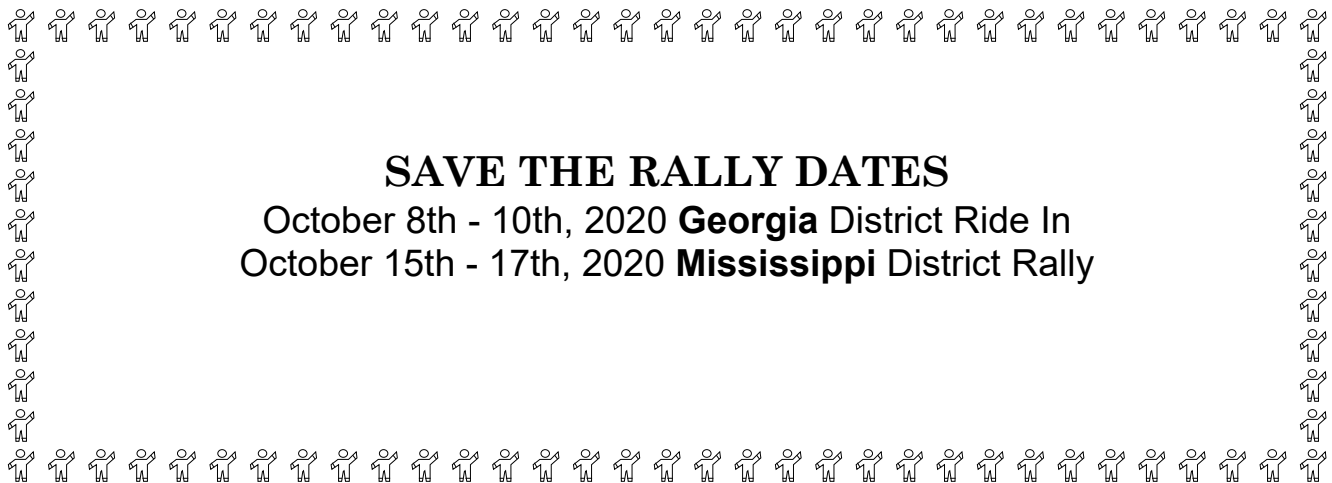 SAVE THE RALLY DATES
October 8th - 10th, 2020 Georgia District Ride In
October 15th - 17th, 2020 Mississippi District Rally